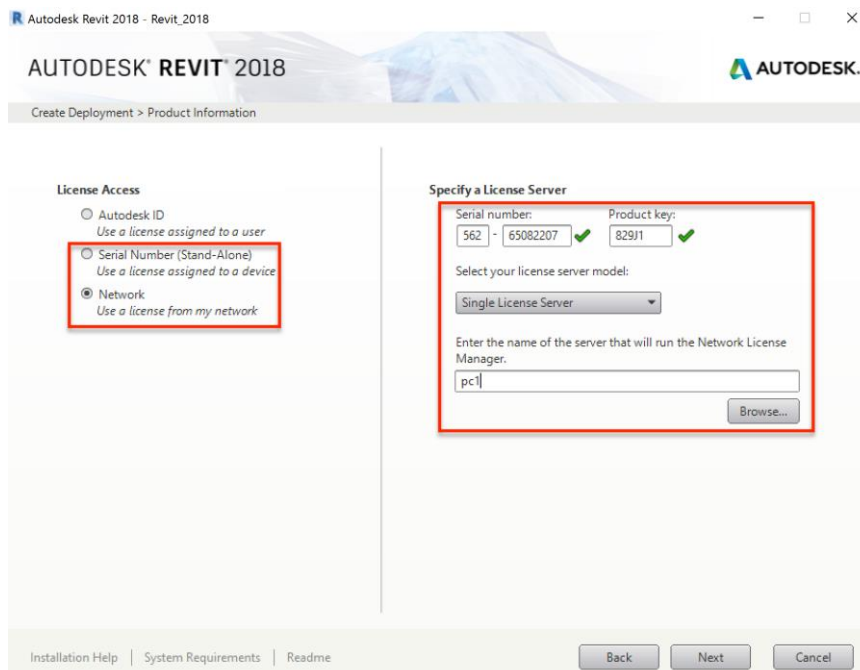 Autodesk Revit 2018 - Revit_2018
AUTODESK® REVIT® 2018
AUTODESK.
Create Deployment > Product Information
License Access
Autodesk ID
Use a license assigned to a user
Serial Number (Stand-Alone)
Use a license assigned to a device
Network
Use a license from my network
Specify a License Server
Serial number: Product key:
562 - 65082207 829J1
Select your license server model:
Single License Server
Enter the name of the server that will run the Network License
Manager.
pc1
Browse...
Installation Help | System Requirements | Readme
Back Next Cancel